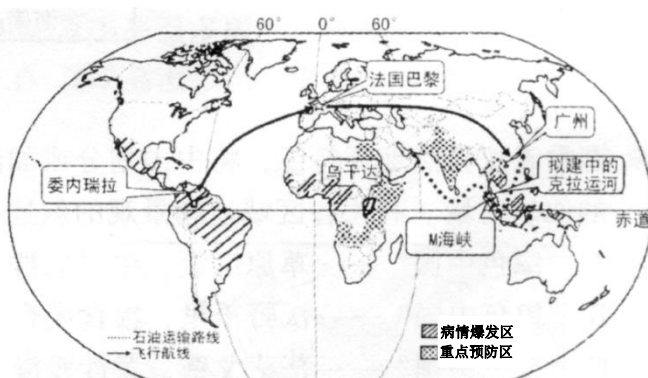 60° 0° 60°
法国巴黎
广州
乌干达
拟建中的
克拉运河
委内瑞拉
赤道
M海峡
石油运输路线
飞行航线
病情爆发区
重点预防区